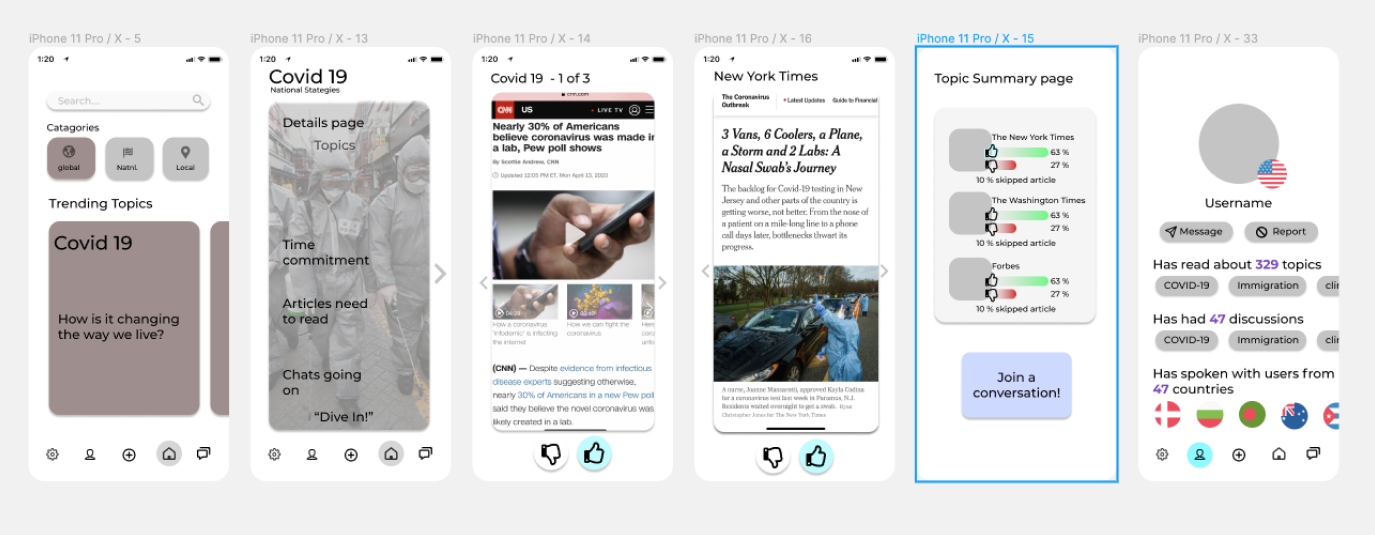 iPhone 11 Pro / X - 5
1:20
Search...
Catagories
global
Natnl.
Local
Trending Topics
Covid 19
How is it changing
the way we live?
iPhone 11 Pro / X - 13
1:20
Covid 19
National Stategies
Details page
Topics
Time
commitment
Articles need
to read
Chats going
on
“Dive In!”
iPhone 11 Pro / X - 14
1:20
Covid 19 - 1 of 3
cnn.com
CNN US LIVE TV
Nearly 30% of Americans
believe coronavirus was made in
a lab, Pew poll shows
By Scottie Andrew, CNN
Updated 12:05 PM ET, Mon April 13, 2020
04:29
How a coronavirus
'infodemic' is infecting
the internet
How we can fight the
coronavirus
(CNN) — Despite evidence from infectious
disease experts suggesting otherwise,
nearly 30% of Americans in a new Pew poll
said they believe the novel coronavirus was
likely created in a lab.
iPhone 11 Pro / X - 16
1:20
New York Times
The Coronavirus
Outbreak
Latest Updates
Guide to Financial
3 Vans, 6 Coolers, a Plane,
a Storm and 2 Labs: A
Nasal Swab’s Journey
The backlog for Covid-19 testing in New
Jersey and other parts of the country is
getting worse, not better. From the nose of
a patient on a mile-long line to a phone
call days later, bottlenecks thwart its
progress.
A nurse, Joanne Massarotti, approved Kayla Codina
for a coronavirus test last week in Paramus, N.J.
Residents waited overnight to get a swab. Ryan
Christopher Jones for The New York Times
iPhone 11 Pro / X - 15
Topic Summary page
The New York Times
63 %
27 %
10 % skipped article
The Washington Times
63 %
27 %
10 % skipped article
Forbes
63 %
27 %
10 % skipped article
Join a
conversation!
iPhone 11 Pro / X - 33
Username
Message
Report
Has read about 329 topics
COVID-19
Immigration
Has had 47 discussions
COVID-19
Immigration
Has spoken with users from
47 countries